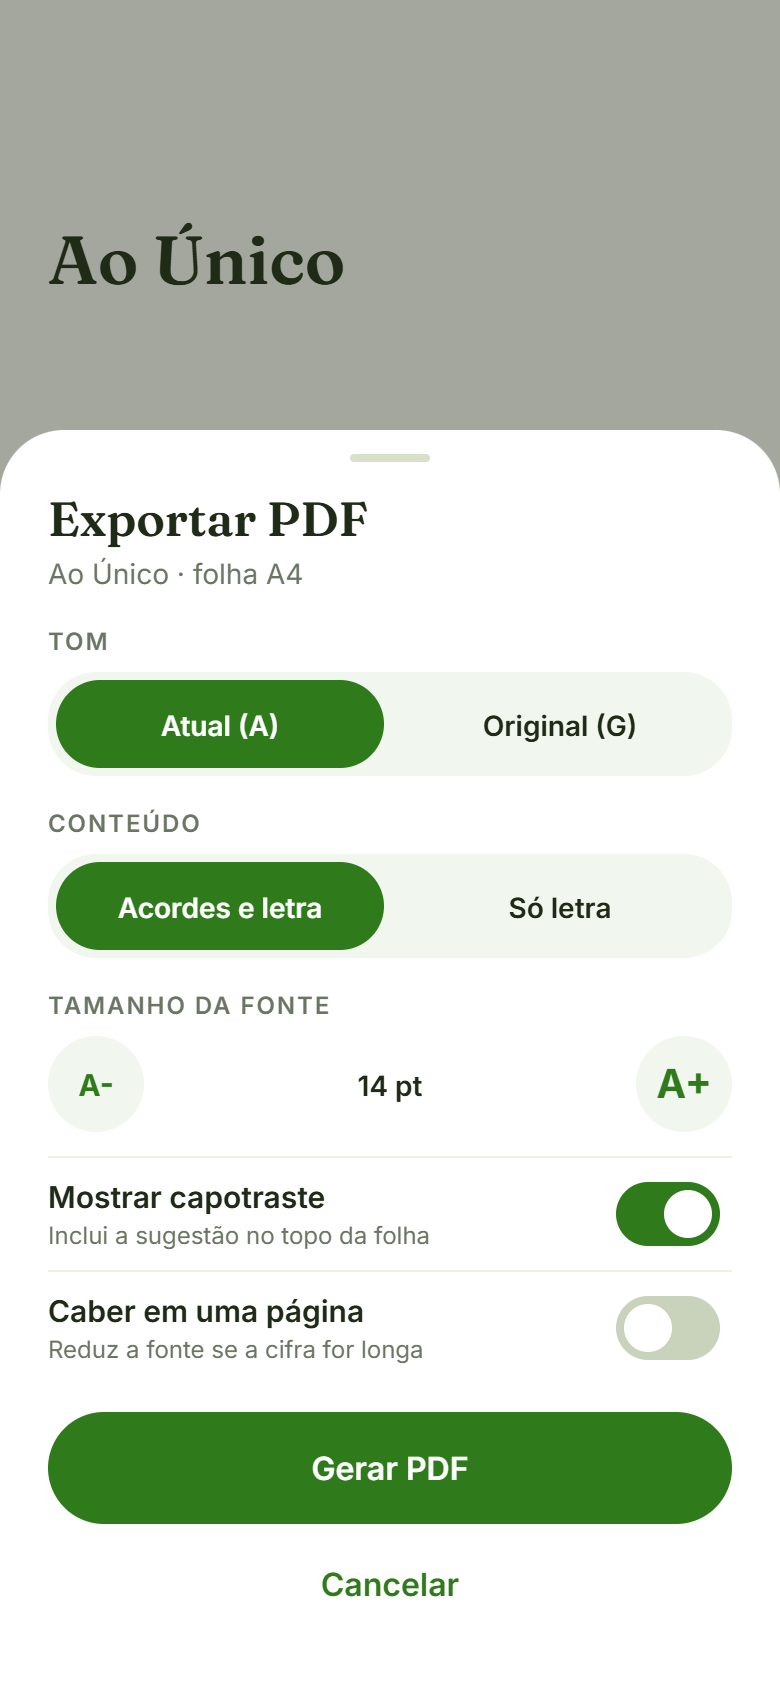 Ao Único
Exportar PDF
Ao Único · folha A4
TOM
Atual (A)
Original (G)
CONTEÚDO
Acordes e letra
Só letra
TAMANHO DA FONTE
A-
14 pt
A+
Mostrar capotraste
Inclui a sugestão no topo da folha
Caber em uma página
Reduz a fonte se a cifra for longa
Gerar PDF
Cancelar